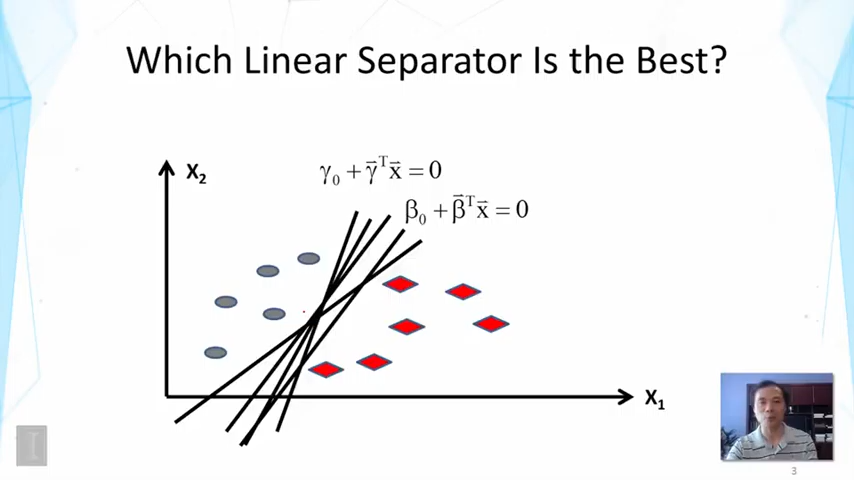 Which Linear Separator Is the Best?
X₂
γ₀ + γ⃗ᵀx⃗ = 0
β₀ + β⃗ᵀx⃗ = 0
X₁
I
3